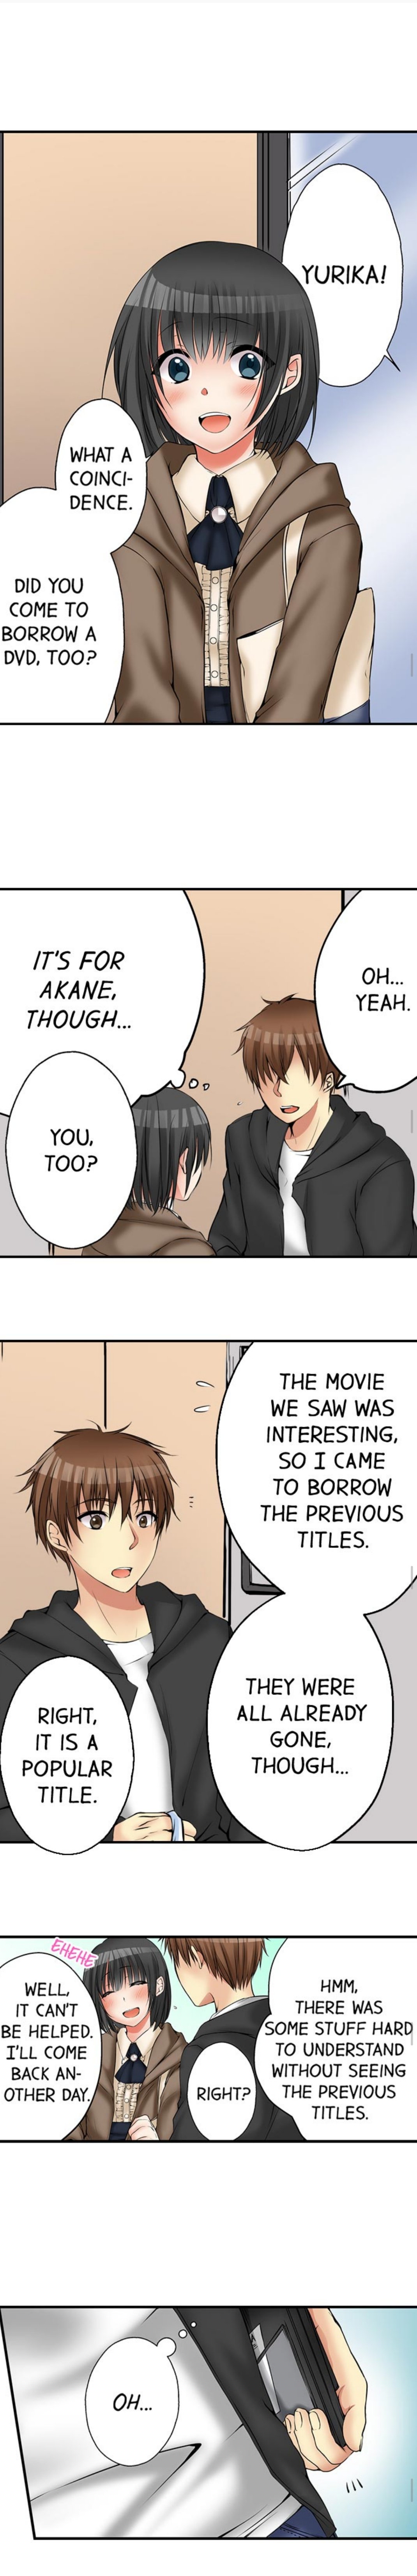 YURIKA!
WHAT A
COINCI-
DENCE.
DID YOU
COME TO
BORROW A
DVD, TOO?
OH...
YEAH.
IT'S FOR
AKANE,
THOUGH...
YOU,
TOO?
THE MOVIE
WE SAW WAS
INTERESTING,
SO I CAME
TO BORROW
THE PREVIOUS
TITLES.
THEY WERE
ALL ALREADY
GONE,
THOUGH...
RIGHT,
IT IS A
POPULAR
TITLE.
HMM,
THERE WAS
SOME STUFF HARD
TO UNDERSTAND
WITHOUT SEEING
THE PREVIOUS
TITLES.
RIGHT?
EHEHE
WELL,
IT CAN'T
BE HELPED.
I'LL COME
BACK AN-
OTHER DAY.
OH...